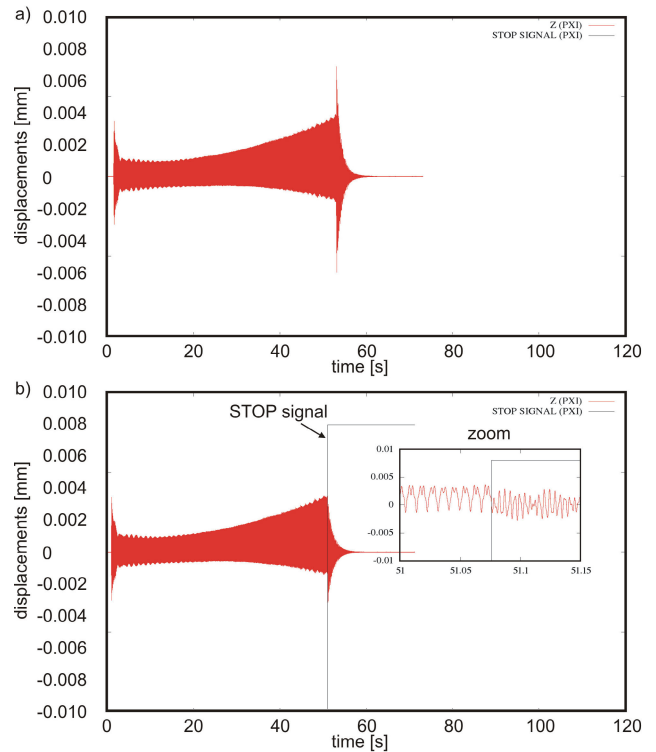 a)
0.010
0.008
0.006
0.004
0.002
0
-0.002
-0.004
-0.006
-0.008
-0.010
displacements [mm]
Z (PXI)
STOP SIGNAL (PXI)
0 20 40 60 80 100 120
time [s]
b)
0.010
0.008
0.006
0.004
0.002
0
-0.002
-0.004
-0.006
-0.008
-0.010
displacements [mm]
Z (PXI)
STOP SIGNAL (PXI)
STOP signal
zoom
0.01
0.005
0
-0.005
-0.01
51 51.05 51.1 51.15
0 20 40 60 80 100 120
time [s]